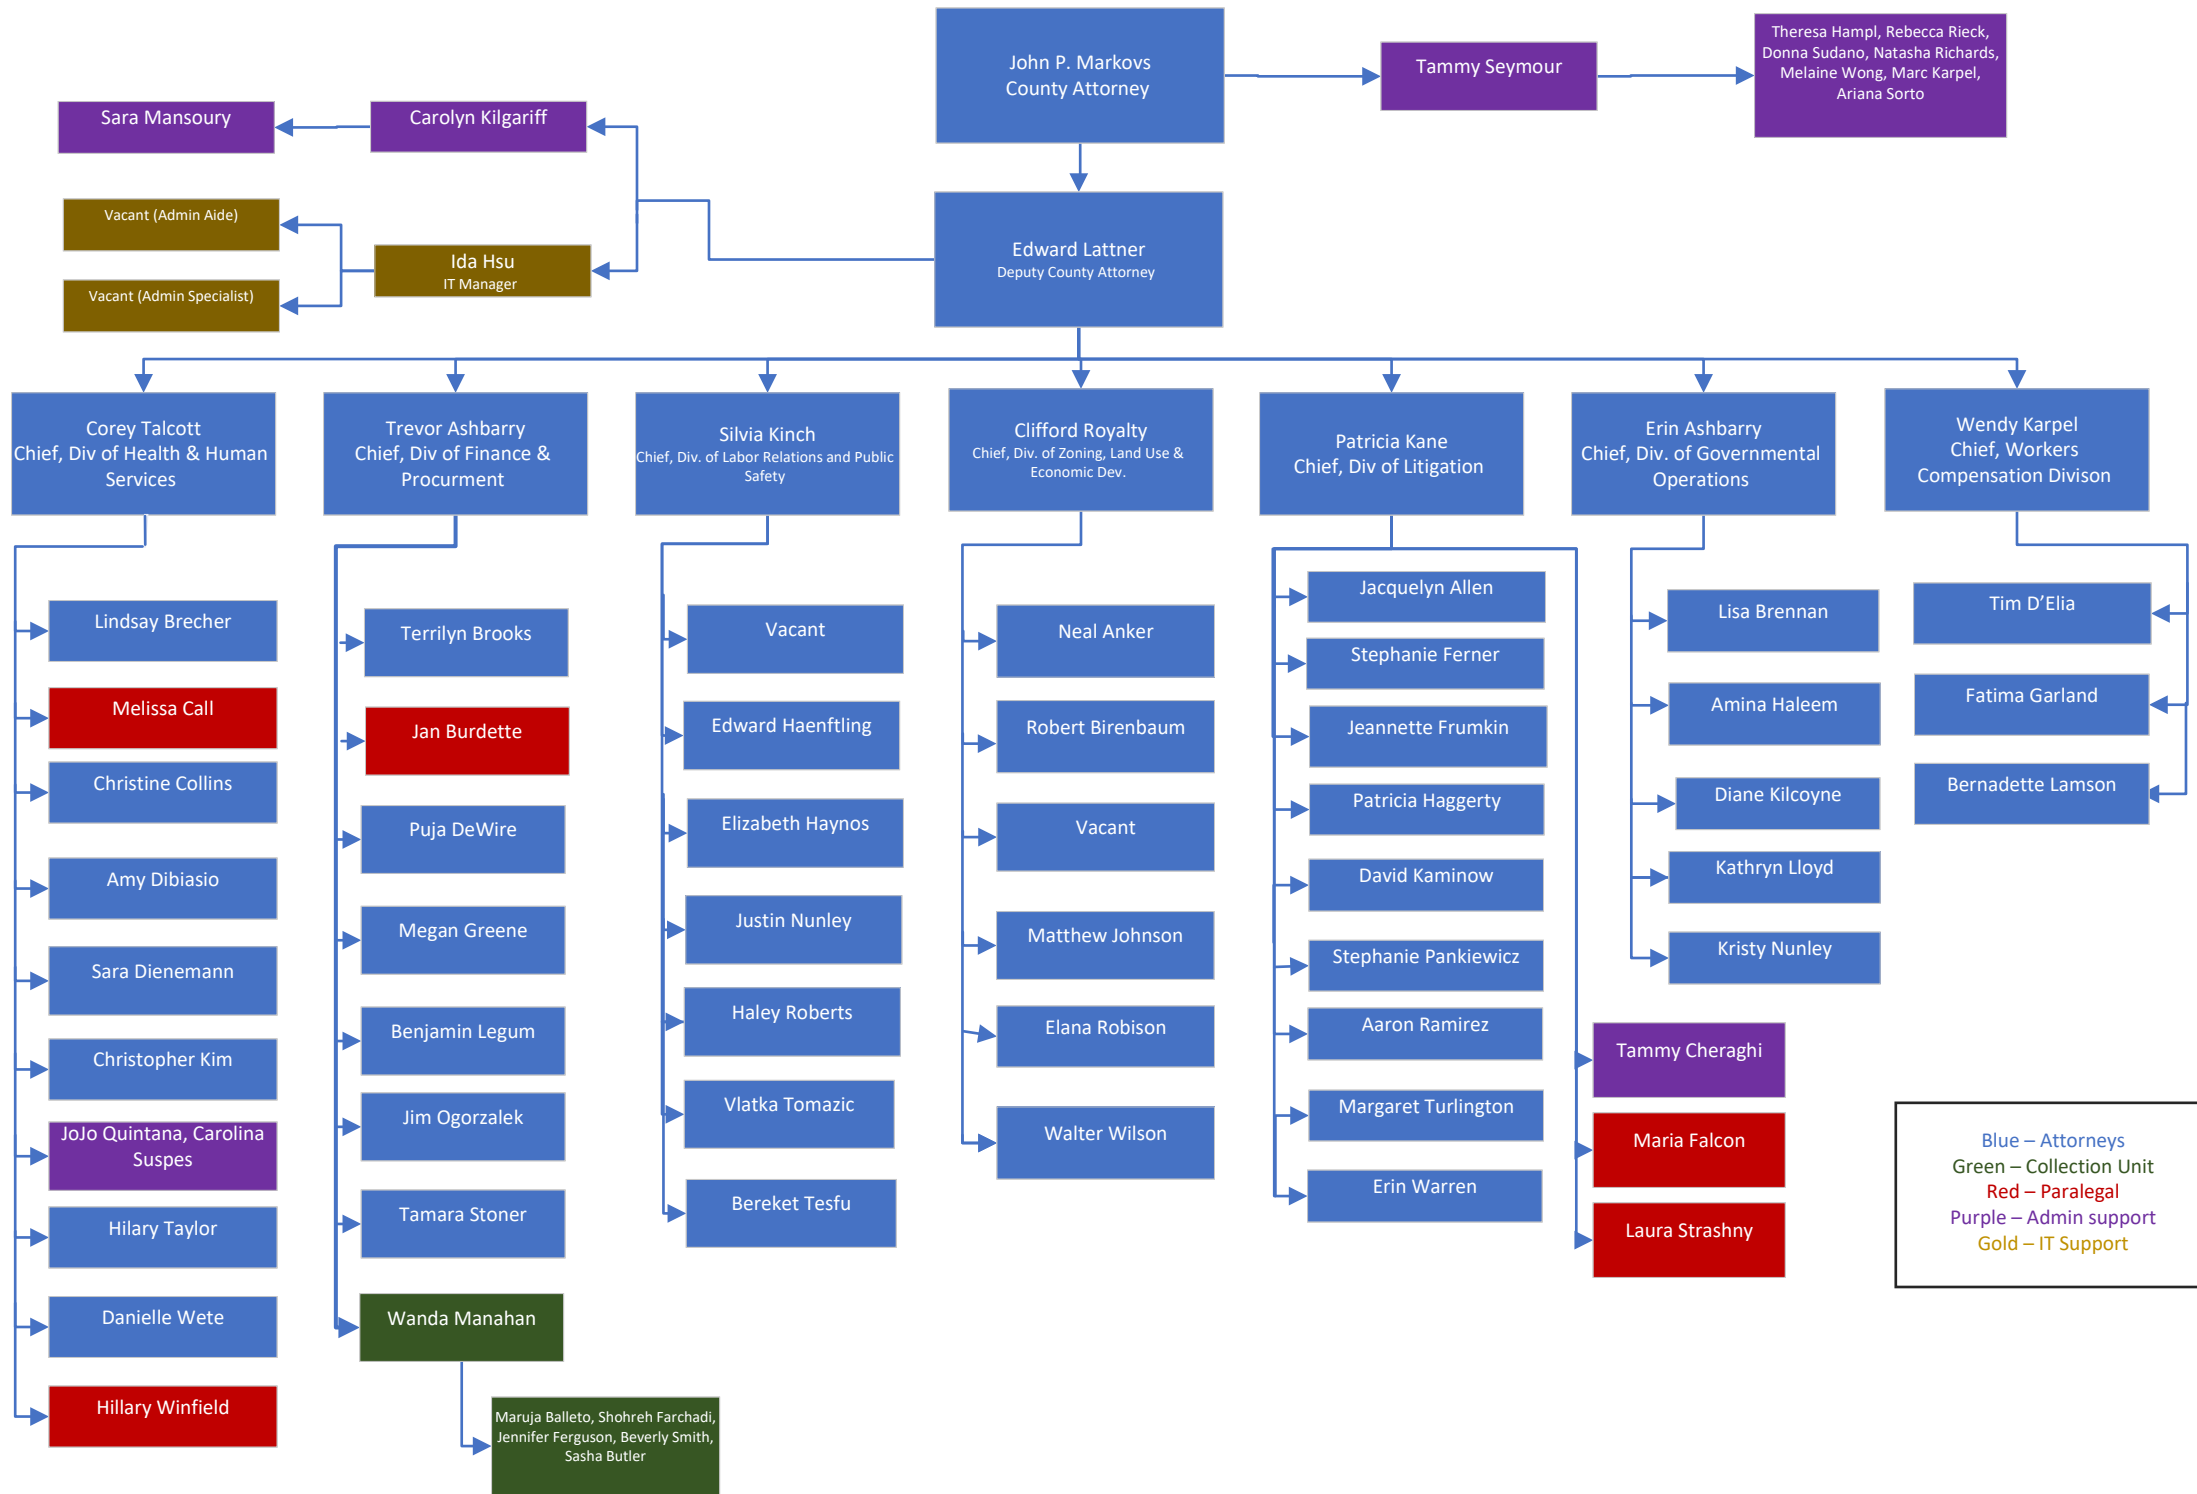 John P. Markovs
County Attorney
Tammy Seymour
Theresa Hampl, Rebecca Rieck,
Donna Sudano, Natasha Richards,
Melaine Wong, Marc Karpel,
Ariana Sorto
Sara Mansoury
Carolyn Kilgariff
Vacant (Admin Aide)
Ida Hsu
IT Manager
Vacant (Admin Specialist)
Edward Lattner
Deputy County Attorney
Corey Talcott
Chief, Div of Health & Human
Services
Trevor Ashbarry
Chief, Div of Finance &
Procurment
Silvia Kinch
Chief, Div. of Labor Relations and Public
Safety
Clifford Royalty
Chief, Div. of Zoning, Land Use &
Economic Dev.
Patricia Kane
Chief, Div of Litigation
Erin Ashbarry
Chief, Div. of Governmental
Operations
Wendy Karpel
Chief, Workers
Compensation Divison
Lindsay Brecher
Melissa Call
Christine Collins
Amy Dibiasio
Sara Dienemann
Christopher Kim
JoJo Quintana, Carolina
Suspes
Hilary Taylor
Danielle Wete
Hillary Winfield
Terrilyn Brooks
Jan Burdette
Puja DeWire
Megan Greene
Benjamin Legum
Jim Ogorzalek
Tamara Stoner
Wanda Manahan
Maruja Balleto, Shohreh Farchadi,
Jennifer Ferguson, Beverly Smith,
Sasha Butler
Vacant
Edward Haenftling
Elizabeth Haynos
Justin Nunley
Haley Roberts
Vlatka Tomazic
Bereket Tesfu
Neal Anker
Robert Birenbaum
Vacant
Matthew Johnson
Elana Robison
Walter Wilson
Jacquelyn Allen
Stephanie Ferner
Jeannette Frumkin
Patricia Haggerty
David Kaminow
Stephanie Pankiewicz
Aaron Ramirez
Margaret Turlington
Erin Warren
Tammy Cheraghi
Maria Falcon
Laura Strashny
Lisa Brennan
Amina Haleem
Diane Kilcoyne
Kathryn Lloyd
Kristy Nunley
Tim D’Elia
Fatima Garland
Bernadette Lamson
Blue – Attorneys
Green – Collection Unit
Red – Paralegal
Purple – Admin support
Gold – IT Support